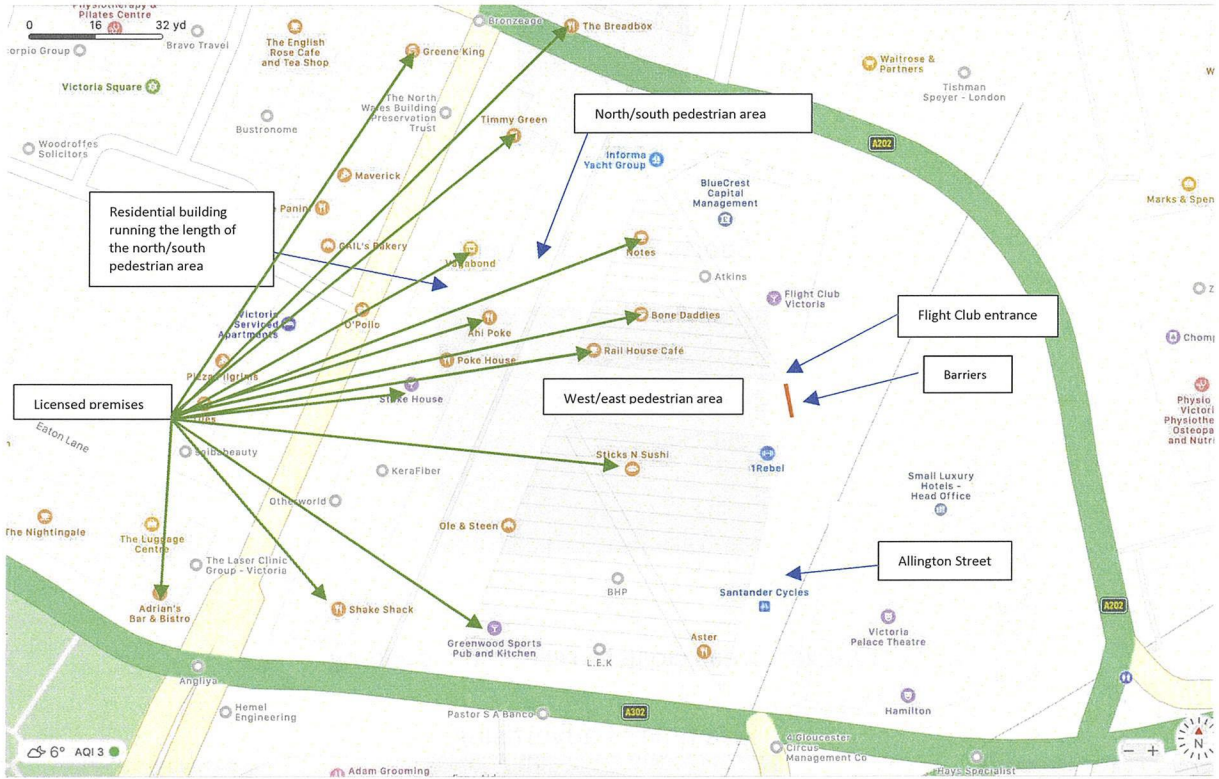 Physiotherapy &
Pilates Centre
0 16 32 yd
orpio Group
Bravo Travel
The English
Rose Cafe
and Tea Shop
Greene King
Bronzeage
The Breadbox
Waitrose &
Partners
Tishman
Speyer - London
W
Victoria Square
Bustronome
The North
Wales Building
Preservation
Trust
Timmy Green
North/south pedestrian area
A202
Woodroffes
Solicitors
Informa
Yacht Group
BlueCrest
Capital
Management
Maverick
Marks & Spen
Residential building
running the length of
the north/south
pedestrian area
Panini
GAIL's Bakery
Vagabond
Notes
Atkins
Flight Club
Victoria
Flight Club entrance
Victoria
Serviced
Apartments
O'Pollo
Ahi Poke
Bone Daddies
Rail House Café
Poke House
Pizza Pilgrims
Barriers
Licensed premises
Stake House
West/east pedestrian area
Physio
Victori
Physiothe
Osteopa
and Nutri
Eaton Lane
KeraFiber
Sticks N Sushi
1Rebel
Small Luxury
Hotels -
Head Office
Otherworld
The Nightingale
The Luggage
Centre
Ole & Steen
The Laser Clinic
Group - Victoria
BHP
Allington Street
Santander Cycles
Adrian's
Bar & Bistro
Shake Shack
Greenwood Sports
Pub and Kitchen
Aster
Victoria
Palace Theatre
A202
L.E.K
Angliya
Hemel
Engineering
Pastor S A Banco
A302
Hamilton
4 Gloucester
Circus
Management Co
Hays Specialist
6° AQI 3
Adam Grooming
− +
N